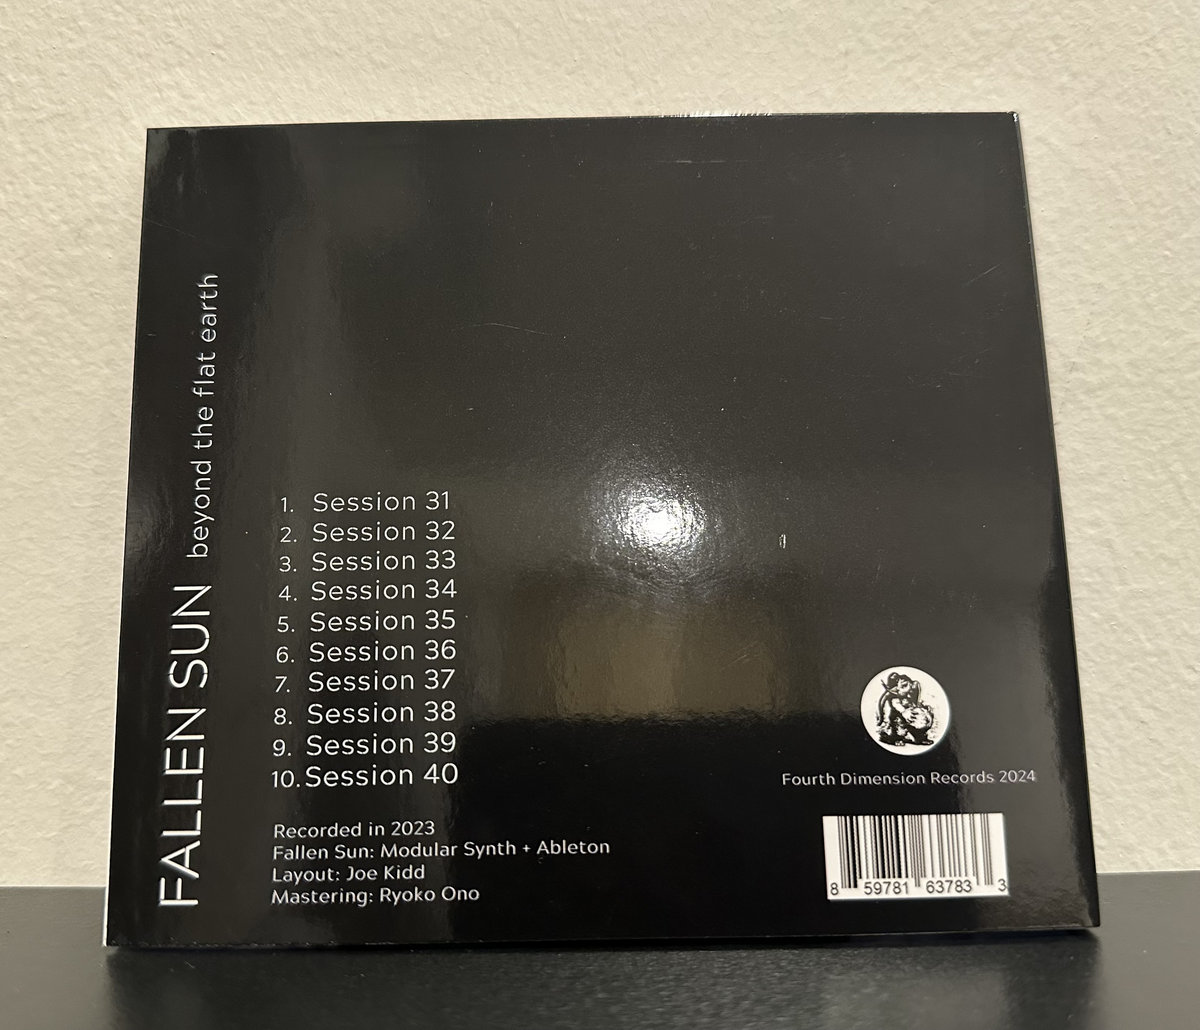 FALLEN SUN beyond the flat earth
1. Session 31
2. Session 32
3. Session 33
4. Session 34
5. Session 35
6. Session 36
7. Session 37
8. Session 38
9. Session 39
10. Session 40
Recorded in 2023
Fallen Sun: Modular Synth + Ableton
Layout: Joe Kidd
Mastering: Ryoko Ono
Fourth Dimension Records 2024
8 59781 63783 3